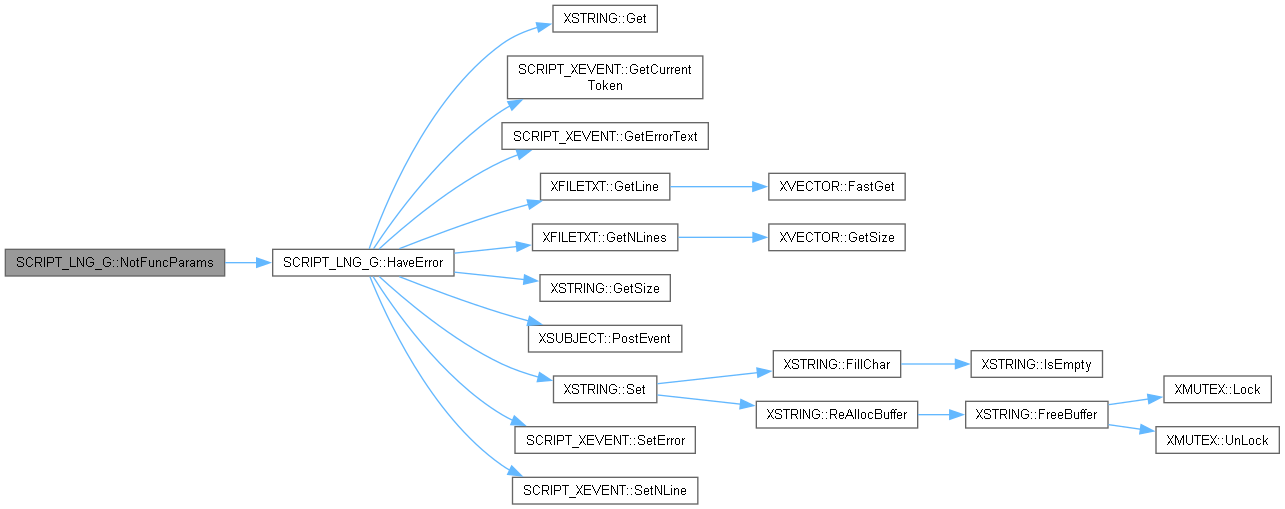 XSTRING::Get
SCRIPT_XEVENT::GetCurrent
Token
SCRIPT_XEVENT::GetErrorText
XFILETXT::GetLine
XVECTOR::FastGet
XFILETXT::GetNLines
XVECTOR::GetSize
SCRIPT_LNG_G::NotFuncParams
SCRIPT_LNG_G::HaveError
XSTRING::GetSize
XSUBJECT::PostEvent
XSTRING::FillChar
XSTRING::IsEmpty
XSTRING::Set
XMUTEX::Lock
XSTRING::ReAllocBuffer
XSTRING::FreeBuffer
SCRIPT_XEVENT::SetError
XMUTEX::UnLock
SCRIPT_XEVENT::SetNLine